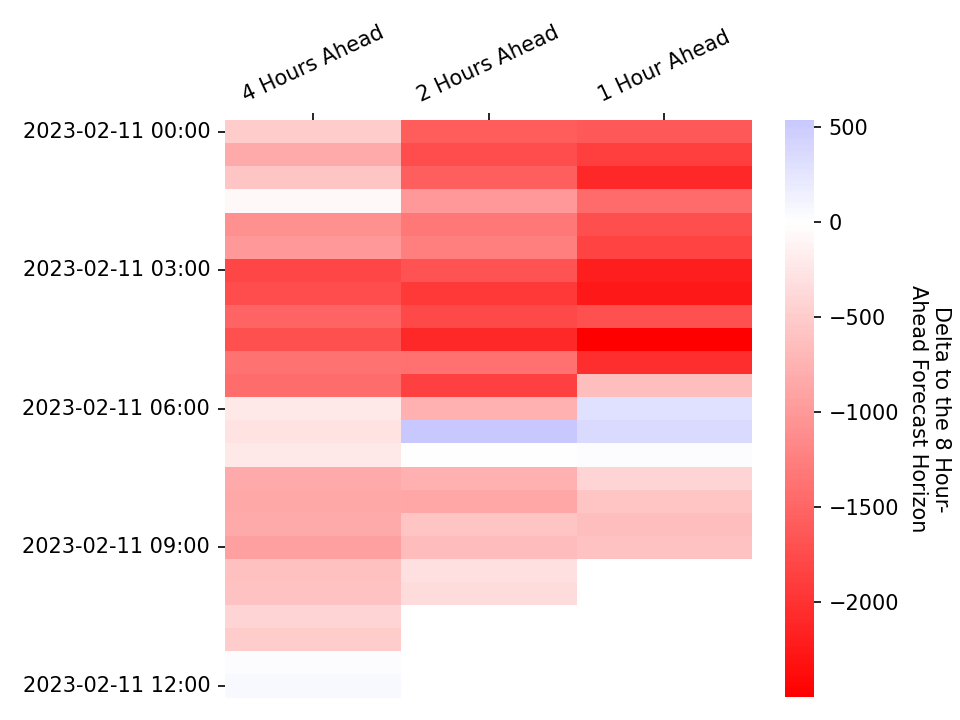 4 Hours Ahead
2 Hours Ahead
1 Hour Ahead
2023-02-11 00:00
2023-02-11 03:00
2023-02-11 06:00
2023-02-11 09:00
2023-02-11 12:00
500
0
−500
−1000
−1500
−2000
Delta to the 8 Hour-
Ahead Forecast Horizon